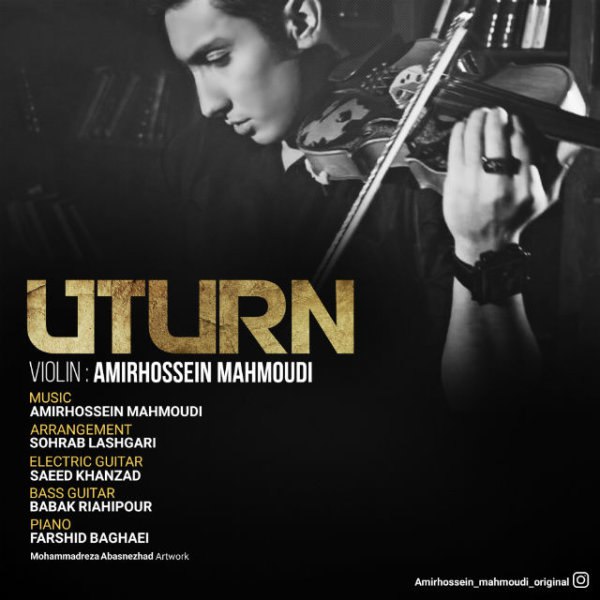 UTURN
VIOLIN : AMIRHOSSEIN MAHMOUDI
MUSIC
AMIRHOSSEIN MAHMOUDI
ARRANGEMENT
SOHRAB LASHGARI
ELECTRIC GUITAR
SAEED KHANZAD
BASS GUITAR
BABAK RIAHIPOUR
PIANO
FARSHID BAGHAEI
Mohammadreza Abasnezhad Artwork
Amirhossein_mahmoudi_original